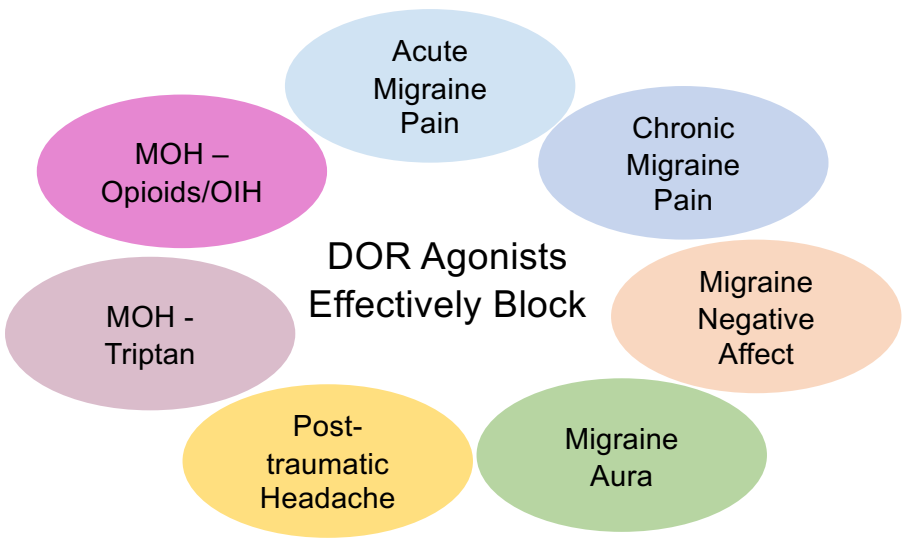 Acute
Migraine
Pain
Chronic
Migraine
Pain
Migraine
Negative
Affect
Migraine
Aura
Post-
traumatic
Headache
MOH -
Triptan
MOH –
Opioids/OIH
DOR Agonists
Effectively Block